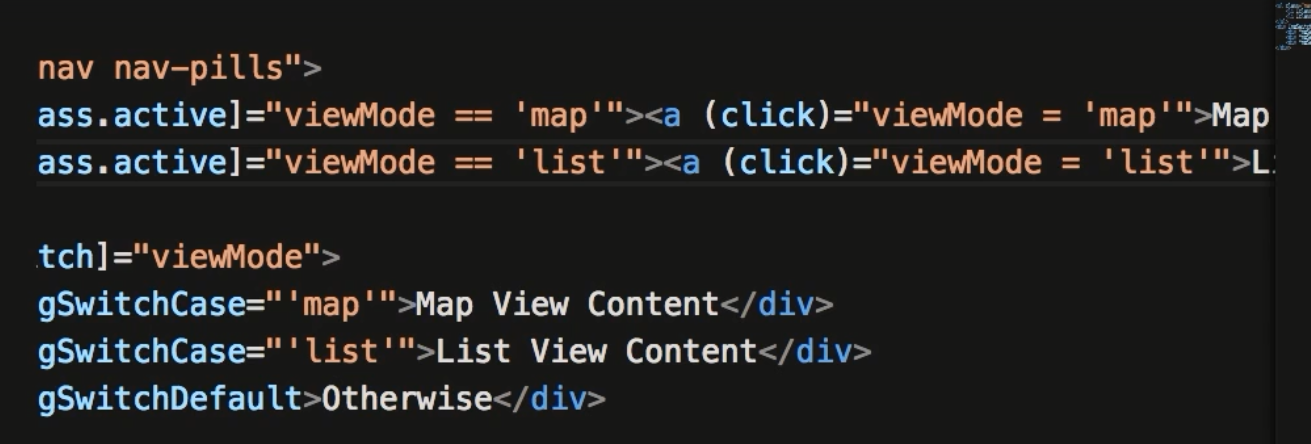 nav nav-pills">
ass.active]="viewMode == 'map'"><a (click)="viewMode = 'map'">Map
ass.active]="viewMode == 'list'"><a (click)="viewMode = 'list'">Li
tch]="viewMode">
gSwitchCase="'map'">Map View Content</div>
gSwitchCase="'list'">List View Content</div>
gSwitchDefault>Otherwise</div>